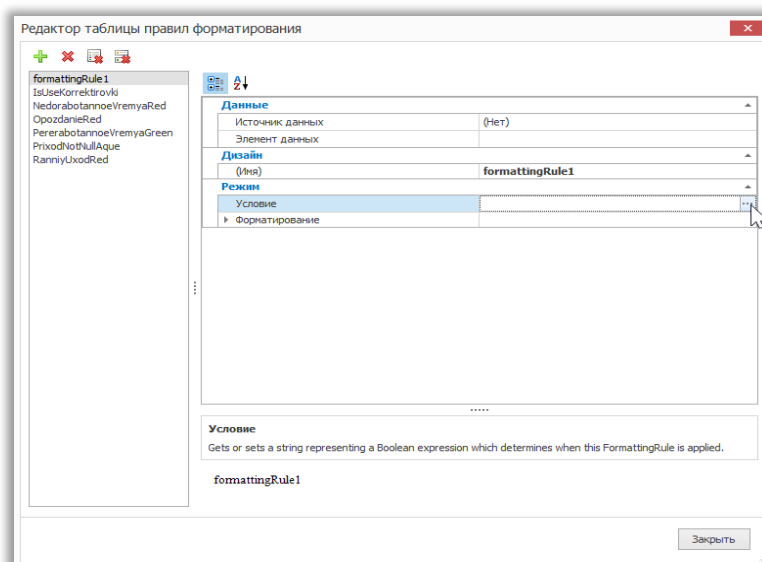 Редактор таблицы правил форматирования
formattingRule1
IsUseKorrektirovki
NedorabotannoeVremyaRed
OpozdanieRed
PererabotannoeVremyaGreen
PrixodNotNullAque
RanniyUxodRed
Данные
Источник данных (Нет)
Элемент данных
Дизайн
(Имя) formattingRule1
Режим
Условие
Форматирование
Условие
Gets or sets a string representing a Boolean expression which determines when this FormattingRule is applied.
formattingRule1
Закрыть